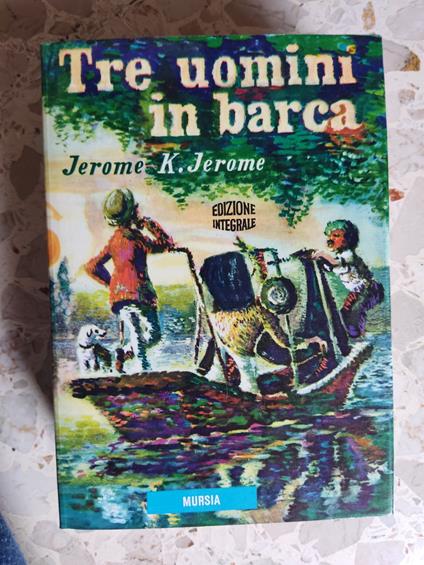 Tre uomini
in barca
Jerome K. Jerome
EDIZIONE
INTEGRALE
MURSIA